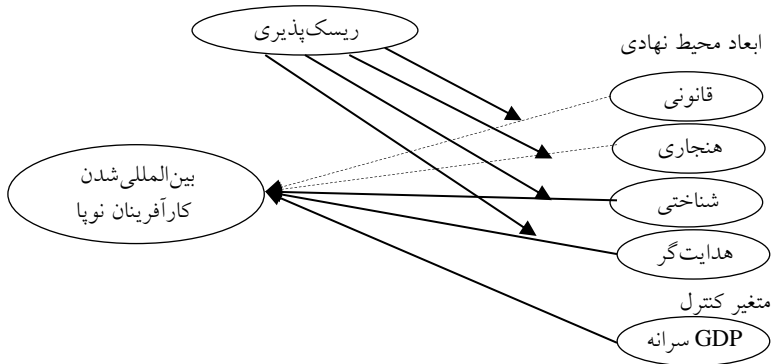 ریسک‌پذیری
ابعاد محیط نهادی
قانونی
هنجاری
بین‌المللی‌شدن
کارآفرینان نوپا
شناختی
هدایت‌گر
متغیر کنترل
GDP سرانه